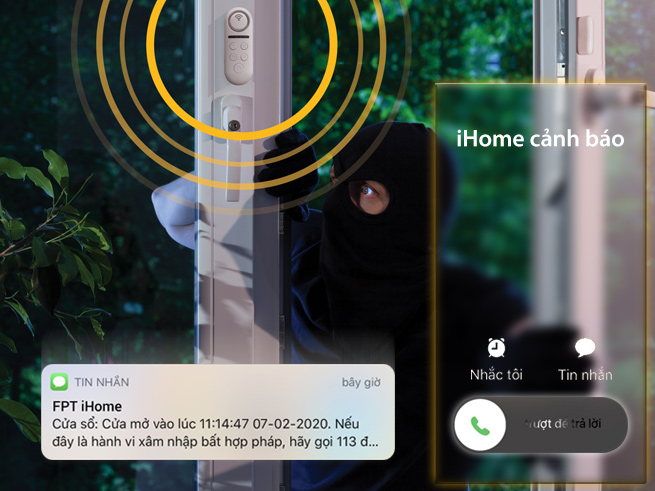 iHome cảnh báo
Nhắc tôi
Tin nhắn
trượt để trả lời
TIN NHẮN
bây giờ
FPT iHome
Cửa sổ: Cửa mở vào lúc 11:14:47 07-02-2020. Nếu
đây là hành vi xâm nhập bất hợp pháp, hãy gọi 113 đ...